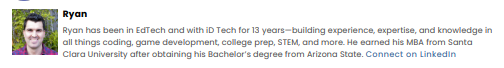 Ryan
Ryan has been in EdTech and with iD Tech for 13 years—building experience, expertise, and knowledge in
all things coding, game development, college prep, STEM, and more. He earned his MBA from Santa
Clara University after obtaining his Bachelor's degree from Arizona State. Connect on LinkedIn